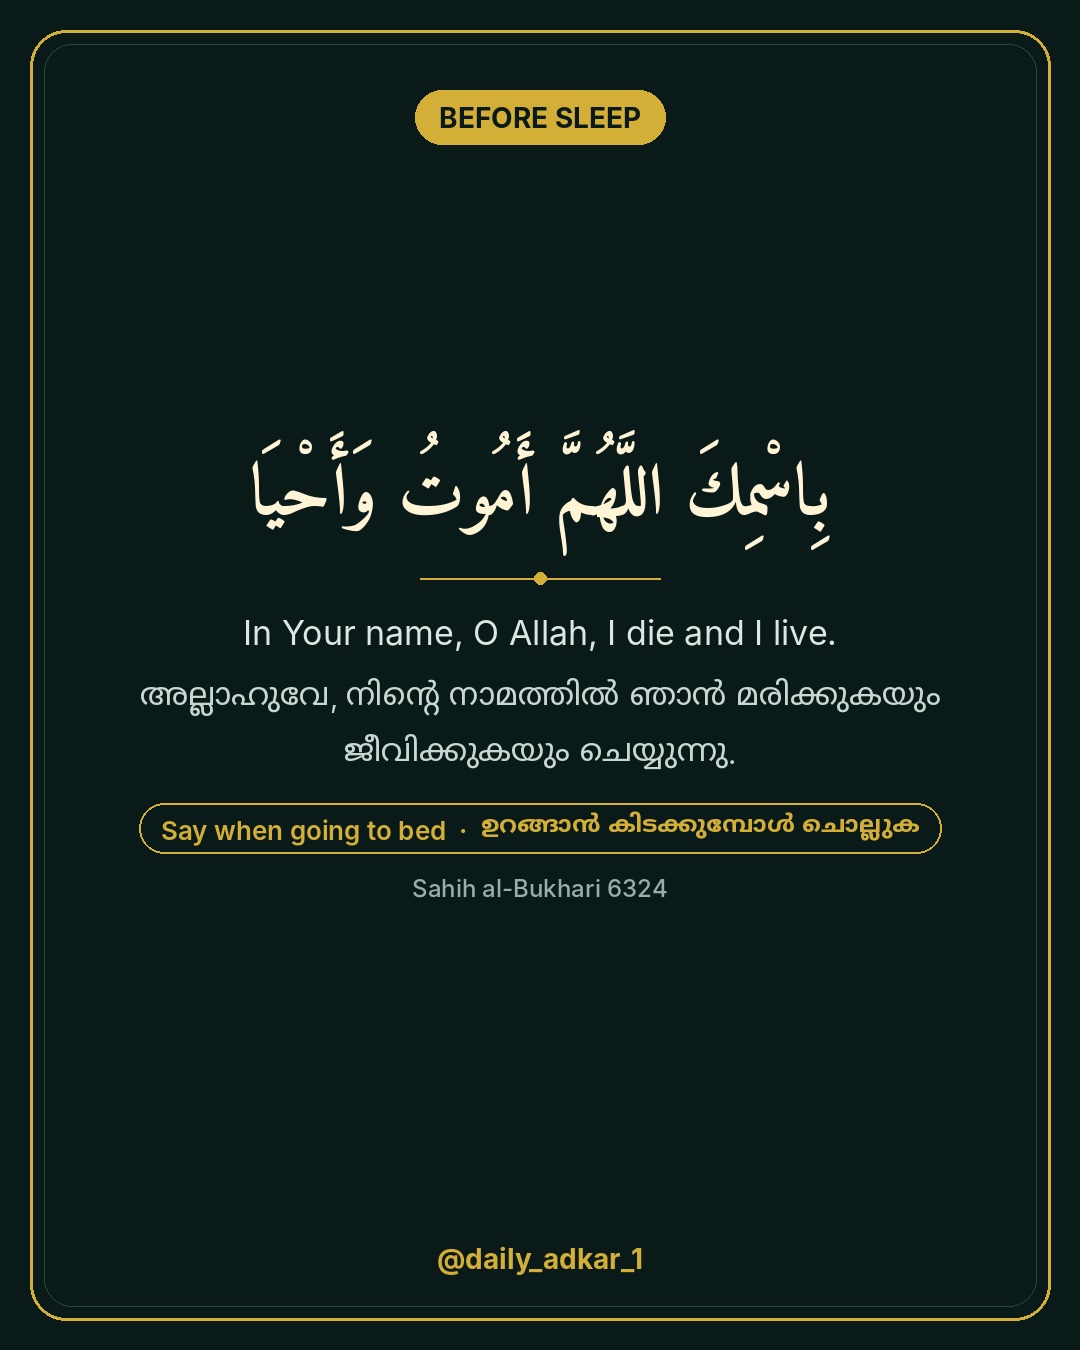 BEFORE SLEEP
بِاسْمِكَ اللَّهُمَّ أَمُوتُ وَأَحْيَا
In Your name, O Allah, I die and I live.
അല്ലാഹുവേ, നിന്റെ നാമത്തിൽ ഞാൻ മരിക്കുകയും
ജീവിക്കുകയും ചെയ്യുന്നു.
Say when going to bed · ഉറങ്ങാൻ കിടക്കുമ്പോൾ ചൊല്ലുക
Sahih al-Bukhari 6324
@daily_adkar_1